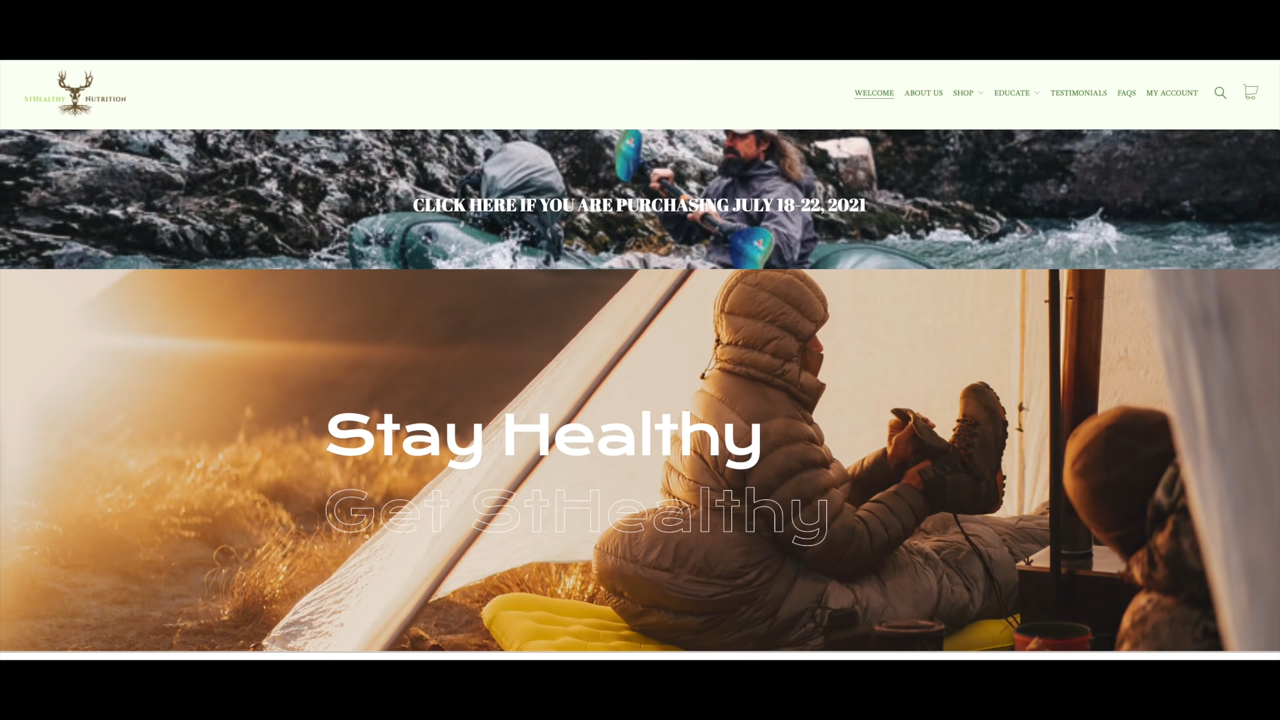 StHealthy Nutrition
WELCOME ABOUT US SHOP EDUCATE TESTIMONIALS FAQS MY ACCOUNT
CLICK HERE IF YOU ARE PURCHASING JULY 18-22, 2021
Stay Healthy
Get StHealthy